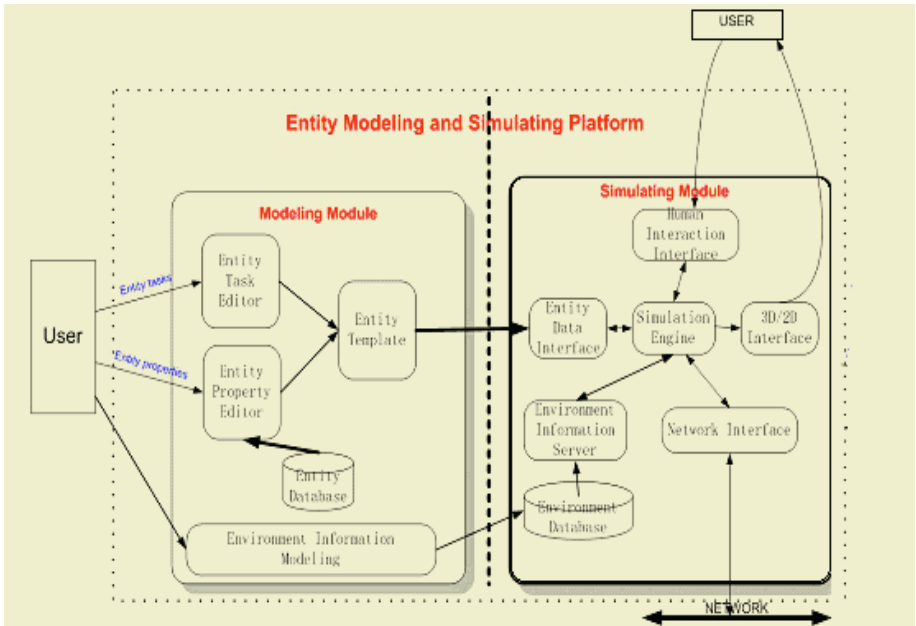 USER
Entity Modeling and Simulating Platform
Modeling Module
Simulating Module
Human
Interaction
Interface
Entity
Task
Editor
Entity tasks
User
Entity
Template
Entity
Data
Interface
Simulation
Engine
3D/2D
Interface
Entity properties
Entity
Property
Editor
Environment
Information
Server
Network Interface
Entity
Database
Environment
Database
Environment Information
Modeling
NETWORK